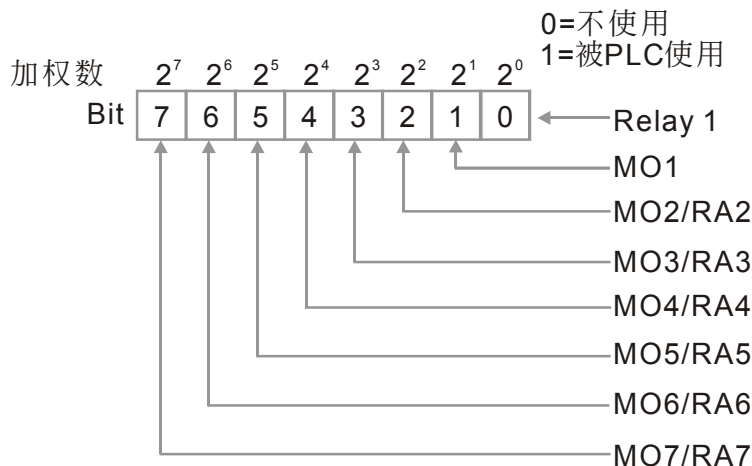 0=不使用
1=被PLC使用
加权数 2⁷ 2⁶ 2⁵ 2⁴ 2³ 2² 2¹ 2⁰
Bit 7 6 5 4 3 2 1 0 Relay 1
MO1
MO2/RA2
MO3/RA3
MO4/RA4
MO5/RA5
MO6/RA6
MO7/RA7